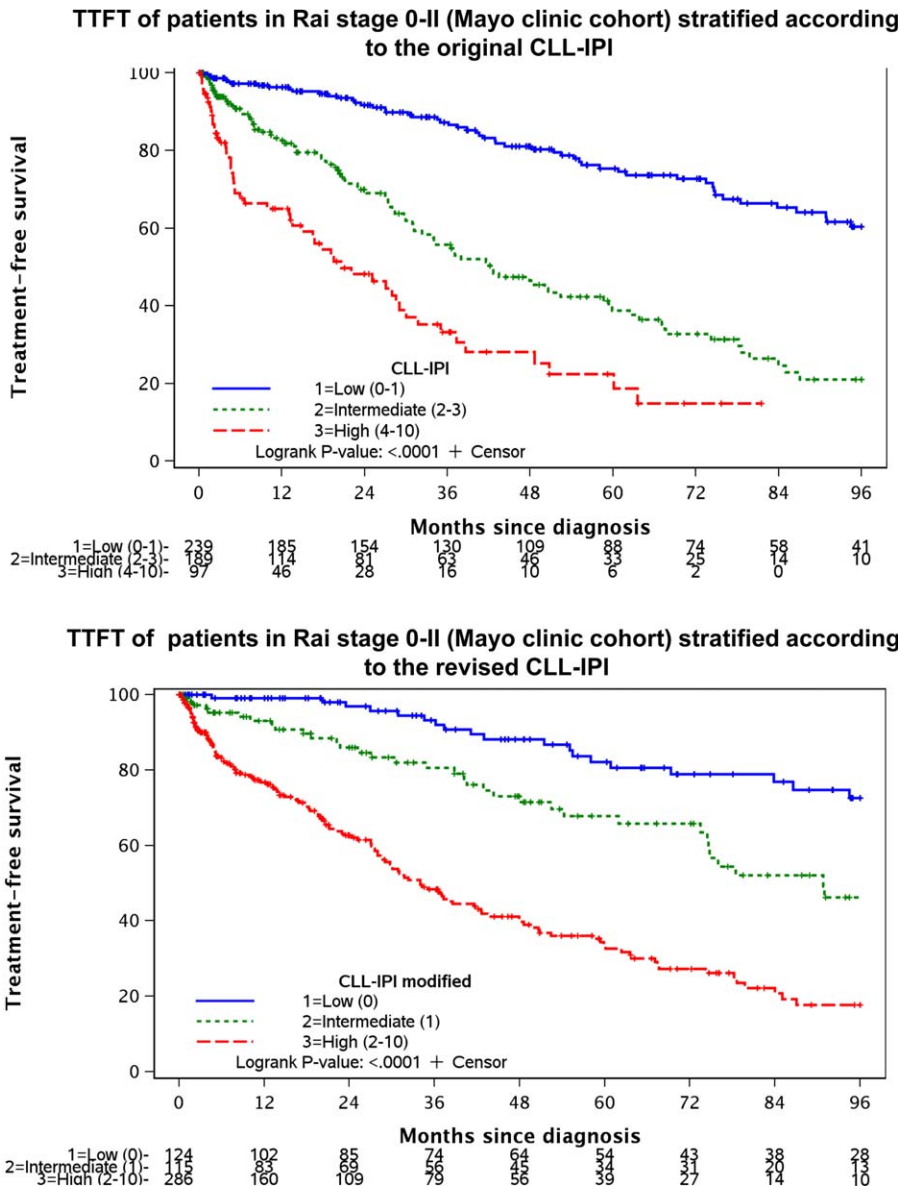 TTFT of patients in Rai stage 0-II (Mayo clinic cohort) stratified according
to the original CLL-IPI
Treatment-free survival
100
80
60
40
20
0
CLL-IPI
1=Low (0-1)
2=Intermediate (2-3)
3=High (4-10)
Logrank P-value: <.0001 + Censor
0 12 24 36 48 60 72 84 96
Months since diagnosis
1=Low (0-1)- 239 185 154 130 109 88 74 58 41
2=Intermediate (2-3)- 189 114 81 63 46 33 25 14 10
3=High (4-10)- 97 46 28 16 10 6 2 0
TTFT of patients in Rai stage 0-II (Mayo clinic cohort) stratified according
to the revised CLL-IPI
Treatment-free survival
100
80
60
40
20
0
CLL-IPI modified
1=Low (0)
2=Intermediate (1)
3=High (2-10)
Logrank P-value: <.0001 + Censor
0 12 24 36 48 60 72 84 96
Months since diagnosis
1=Low (0)- 124 102 85 74 64 54 43 38 28
2=Intermediate (1)- 115 83 69 56 45 34 31 20 13
3=High (2-10)- 286 160 109 79 56 39 27 14 10